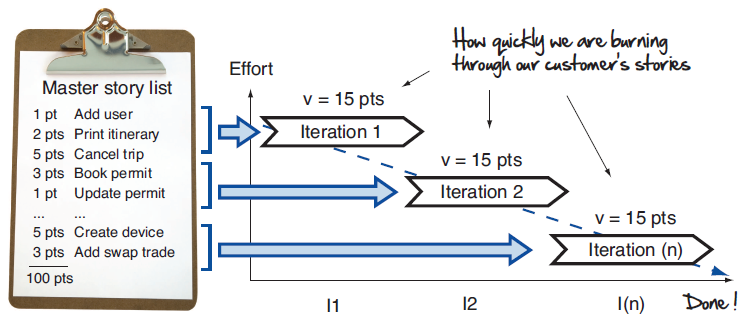 Master story list
1 pt Add user
2 pts Print itinerary
5 pts Cancel trip
3 pts Book permit
1 pt Update permit
... ...
5 pts Create device
3 pts Add swap trade
100 pts
Effort
How quickly we are burning
through our customer's stories
v = 15 pts
Iteration 1
v = 15 pts
Iteration 2
v = 15 pts
Iteration (n)
I1
I2
I(n)
Done!